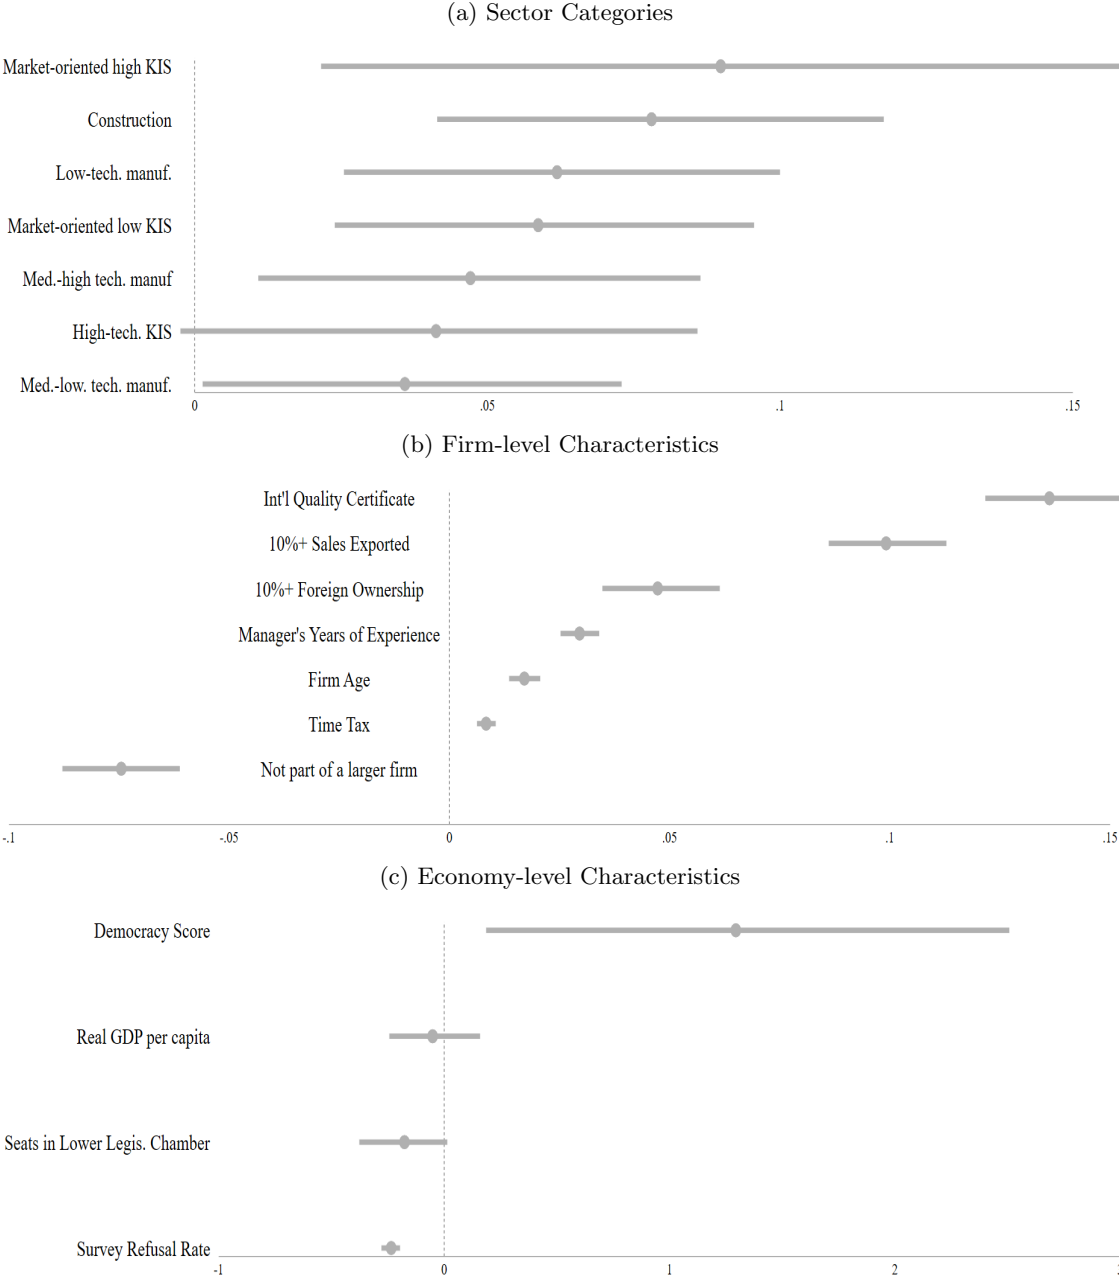 (a) Sector Categories
Market-oriented high KIS
Construction
Low-tech. manuf.
Market-oriented low KIS
Med.-high tech. manuf
High-tech. KIS
Med.-low. tech. manuf.
0 .05 .1 .15
(b) Firm-level Characteristics
Int'l Quality Certificate
10%+ Sales Exported
10%+ Foreign Ownership
Manager's Years of Experience
Firm Age
Time Tax
Not part of a larger firm
-.1 -.05 0 .05 .1 .15
(c) Economy-level Characteristics
Democracy Score
Real GDP per capita
Seats in Lower Legis. Chamber
Survey Refusal Rate
-1 0 1 2